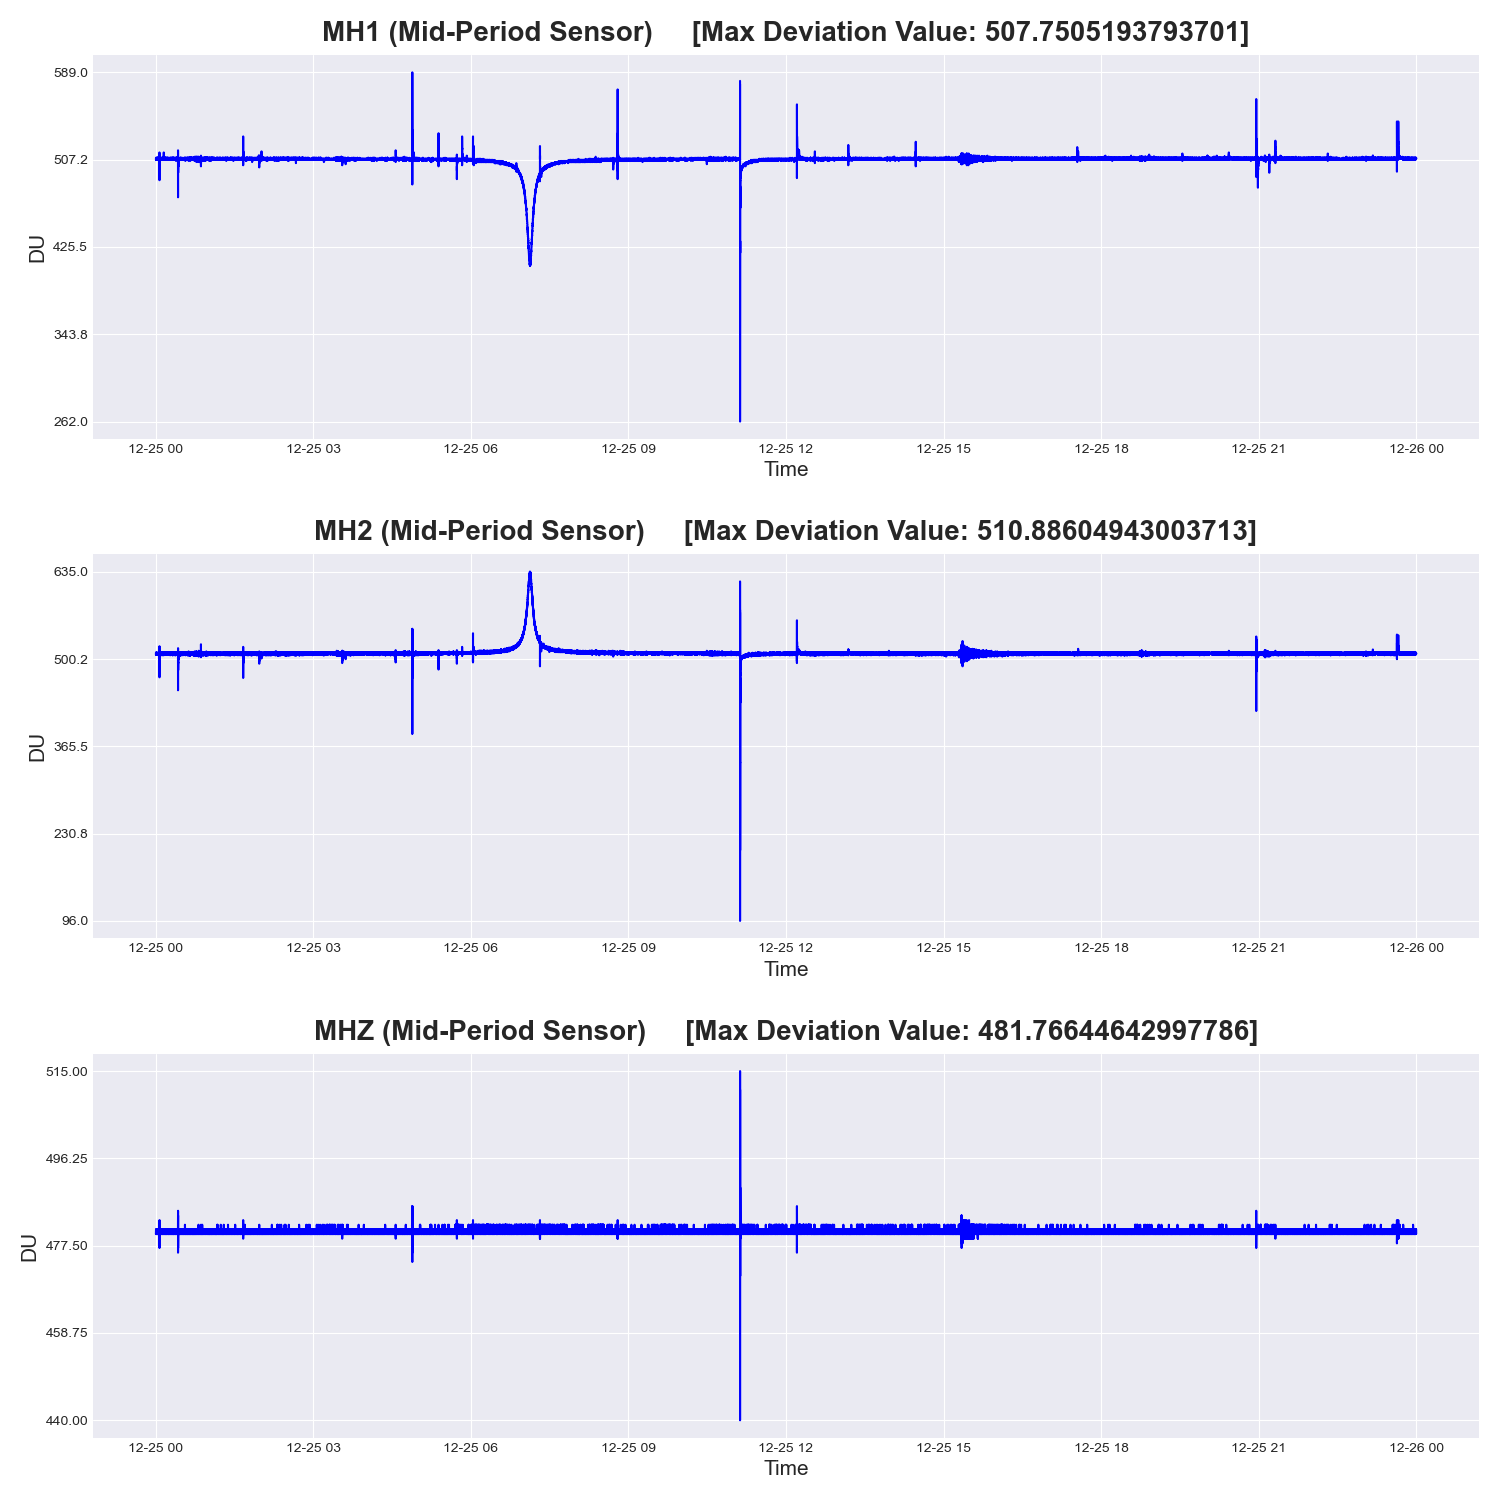 MH1 (Mid-Period Sensor) [Max Deviation Value: 507.7505193793701]
589.0
507.2
425.5
343.8
262.0
DU
12-25 00 12-25 03 12-25 06 12-25 09 12-25 12 12-25 15 12-25 18 12-25 21 12-26 00
Time
MH2 (Mid-Period Sensor) [Max Deviation Value: 510.88604943003713]
635.0
500.2
365.5
230.8
96.0
DU
12-25 00 12-25 03 12-25 06 12-25 09 12-25 12 12-25 15 12-25 18 12-25 21 12-26 00
Time
MHZ (Mid-Period Sensor) [Max Deviation Value: 481.76644642997786]
515.00
496.25
477.50
458.75
440.00
DU
12-25 00 12-25 03 12-25 06 12-25 09 12-25 12 12-25 15 12-25 18 12-25 21 12-26 00
Time